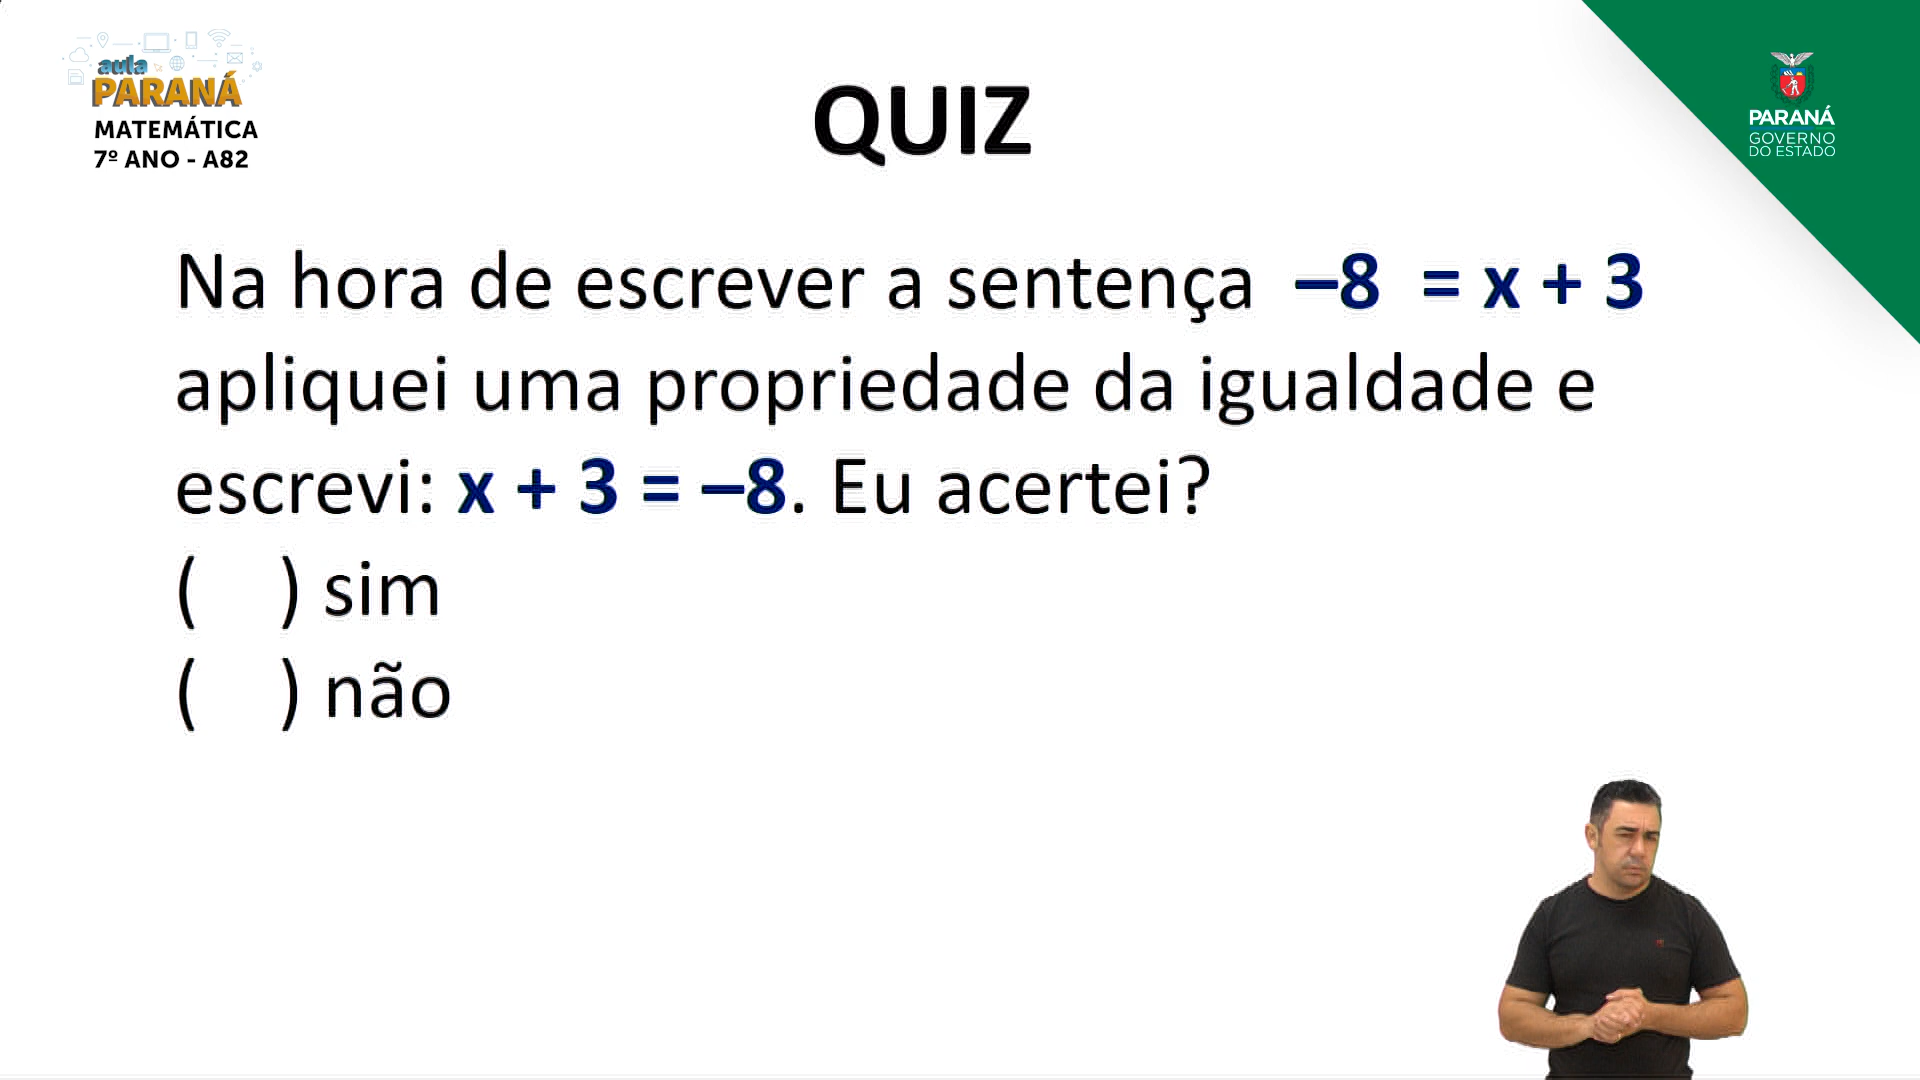 aula
PARANÁ
MATEMÁTICA
7º ANO - A82
QUIZ
PARANÁ
GOVERNO
DO ESTADO
Na hora de escrever a sentença –8 = x + 3
apliquei uma propriedade da igualdade e
escrevi: x + 3 = –8. Eu acertei?
( ) sim
( ) não